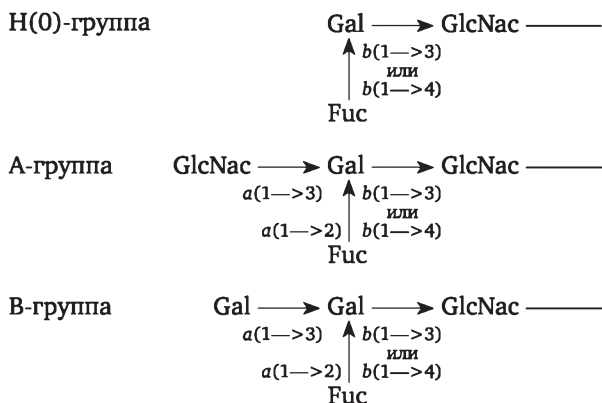 H(0)-группа Gal ⟶ GlcNac
b(1—>3)
или
b(1—>4)
Fuc
А-группа GlcNac ⟶ Gal ⟶ GlcNac
a(1—>3) b(1—>3)
или
a(1—>2) b(1—>4)
Fuc
В-группа Gal ⟶ Gal ⟶ GlcNac
a(1—>3) b(1—>3)
или
a(1—>2) b(1—>4)
Fuc